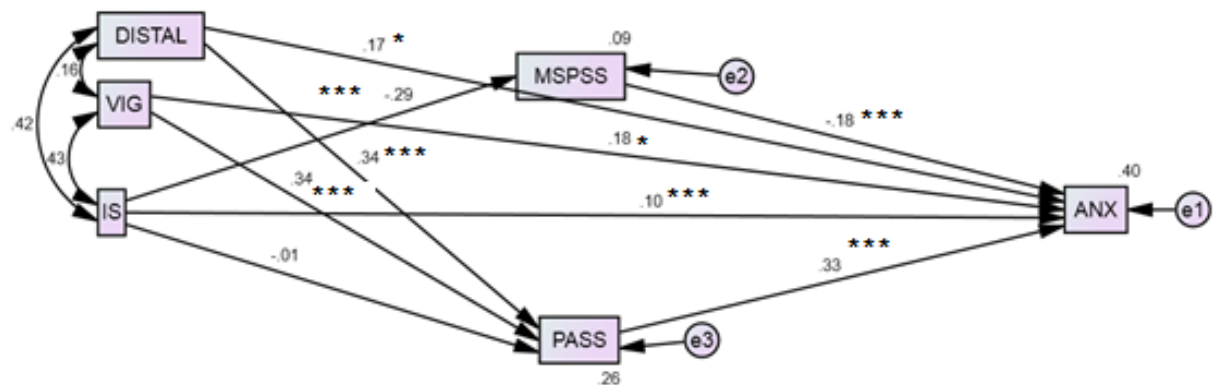 DISTAL
.17 *
.09
MSPSS
e2
.16
VIG
*** -.29
-.18 ***
.42
.18 *
.34 ***
.43
.34 ***
.40
IS
.10 ***
ANX
e1
***
-.01
.33
PASS
e3
.26